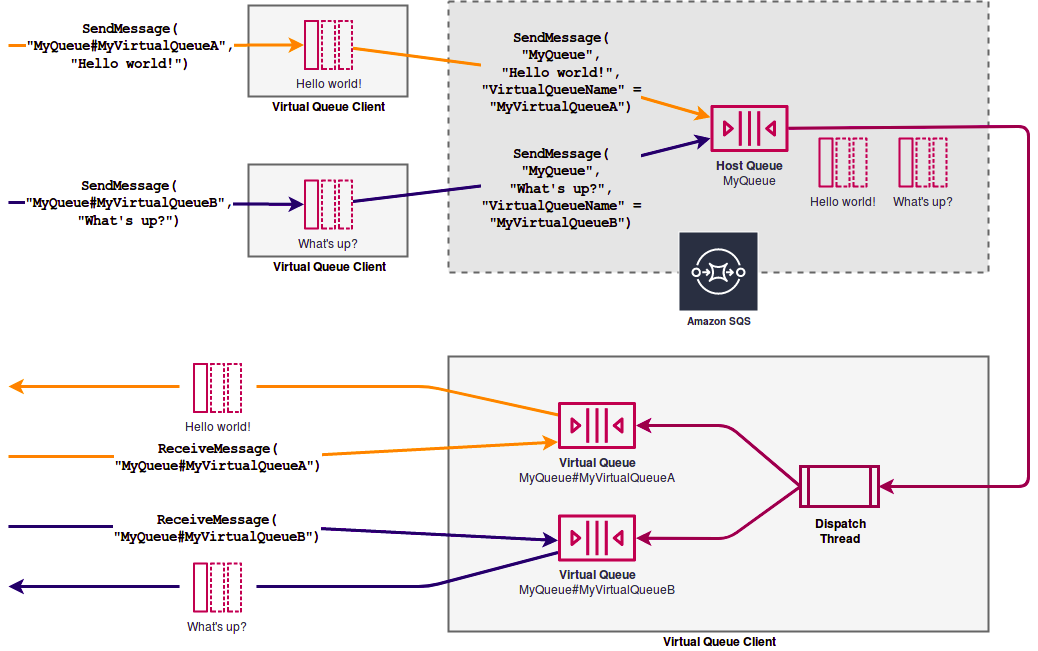 SendMessage(
"MyQueue#MyVirtualQueueA",
"Hello world!")
Hello world!
Virtual Queue Client
SendMessage(
"MyQueue",
"Hello world!",
"VirtualQueueName" =
"MyVirtualQueueA")
SendMessage(
"MyQueue#MyVirtualQueueB",
"What's up?")
What's up?
Virtual Queue Client
SendMessage(
"MyQueue",
"What's up?",
"VirtualQueueName" =
"MyVirtualQueueB")
Host Queue
MyQueue
Hello world!
What's up?
Amazon SQS
Hello world!
ReceiveMessage(
"MyQueue#MyVirtualQueueA")
Virtual Queue
MyQueue#MyVirtualQueueA
ReceiveMessage(
"MyQueue#MyVirtualQueueB")
What's up?
Virtual Queue
MyQueue#MyVirtualQueueB
Dispatch
Thread
Virtual Queue Client